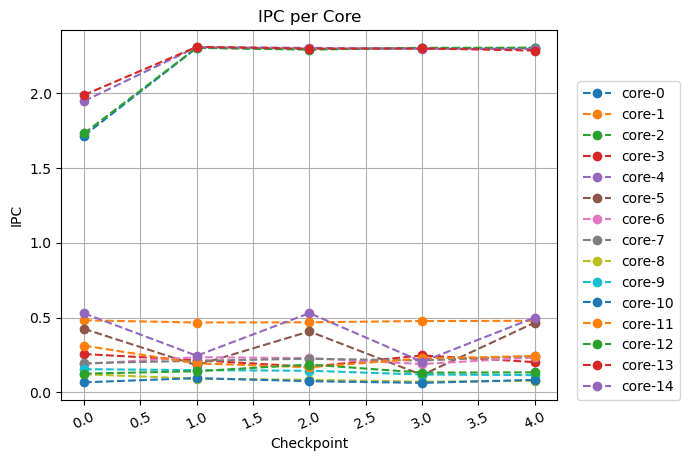 IPC per Core
IPC
2.0
1.5
1.0
0.5
0.0
0.0
0.5
1.0
1.5
2.0
2.5
3.0
3.5
4.0
Checkpoint
core-0
core-1
core-2
core-3
core-4
core-5
core-6
core-7
core-8
core-9
core-10
core-11
core-12
core-13
core-14